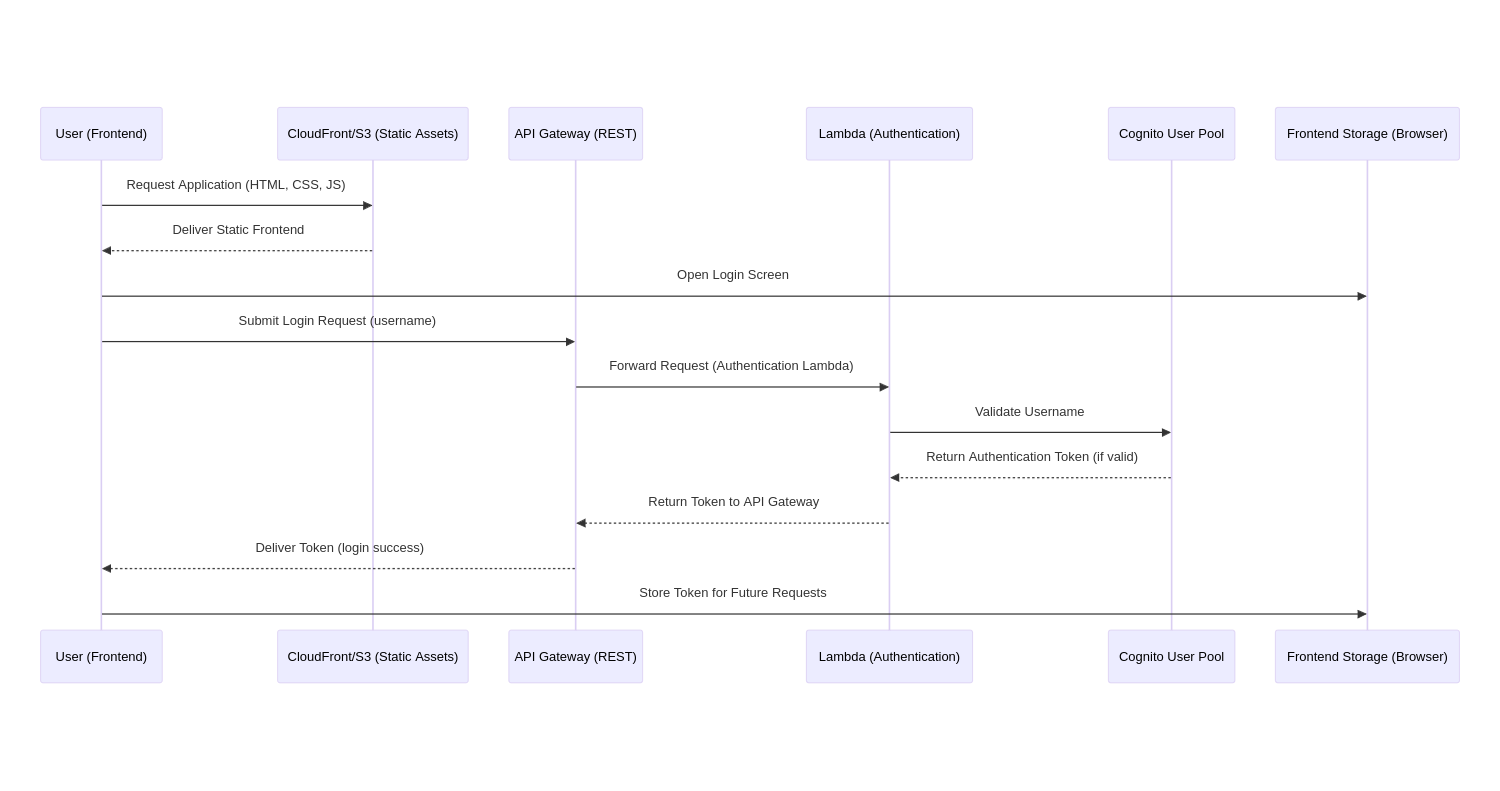 User (Frontend)
CloudFront/S3 (Static Assets)
API Gateway (REST)
Lambda (Authentication)
Cognito User Pool
Frontend Storage (Browser)
Request Application (HTML, CSS, JS)
Deliver Static Frontend
Open Login Screen
Submit Login Request (username)
Forward Request (Authentication Lambda)
Validate Username
Return Authentication Token (if valid)
Return Token to API Gateway
Deliver Token (login success)
Store Token for Future Requests
User (Frontend)
CloudFront/S3 (Static Assets)
API Gateway (REST)
Lambda (Authentication)
Cognito User Pool
Frontend Storage (Browser)